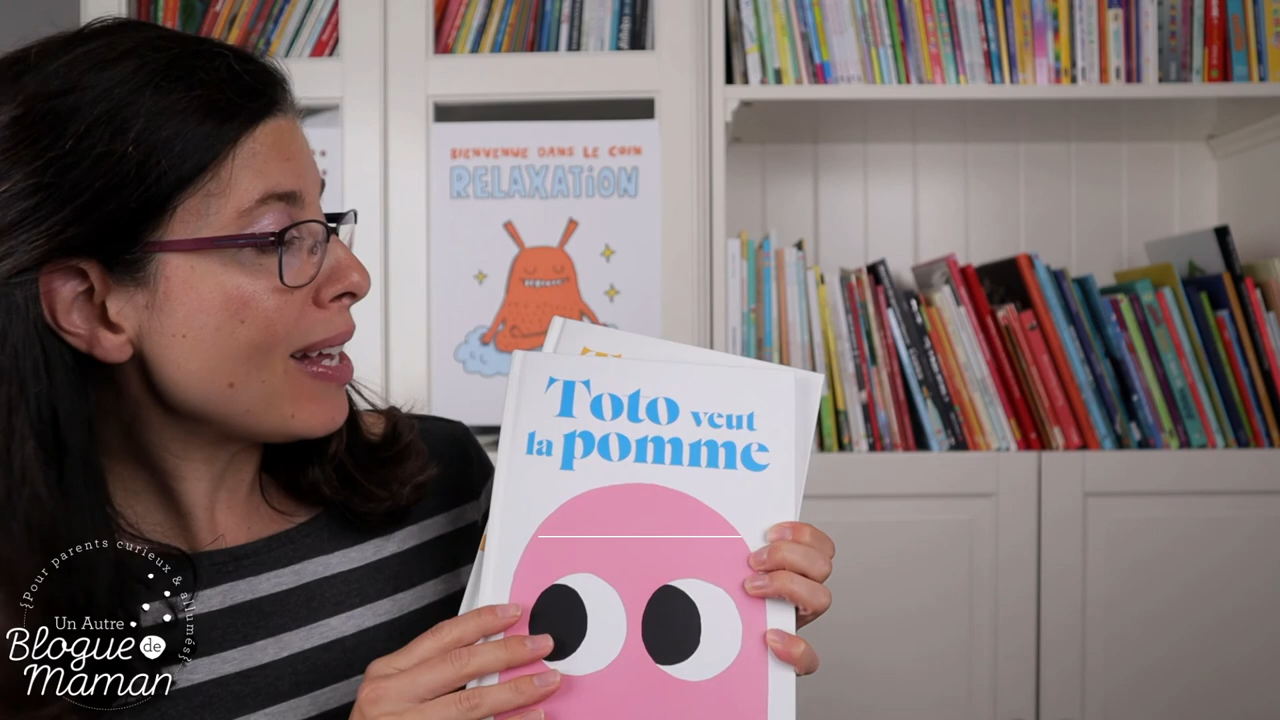 BIENVENUE DANS LE COIN
RELAXATION
Toto veut
la pomme
{Pour parents curieux & allumés}
Un Autre
Blogue de
Maman